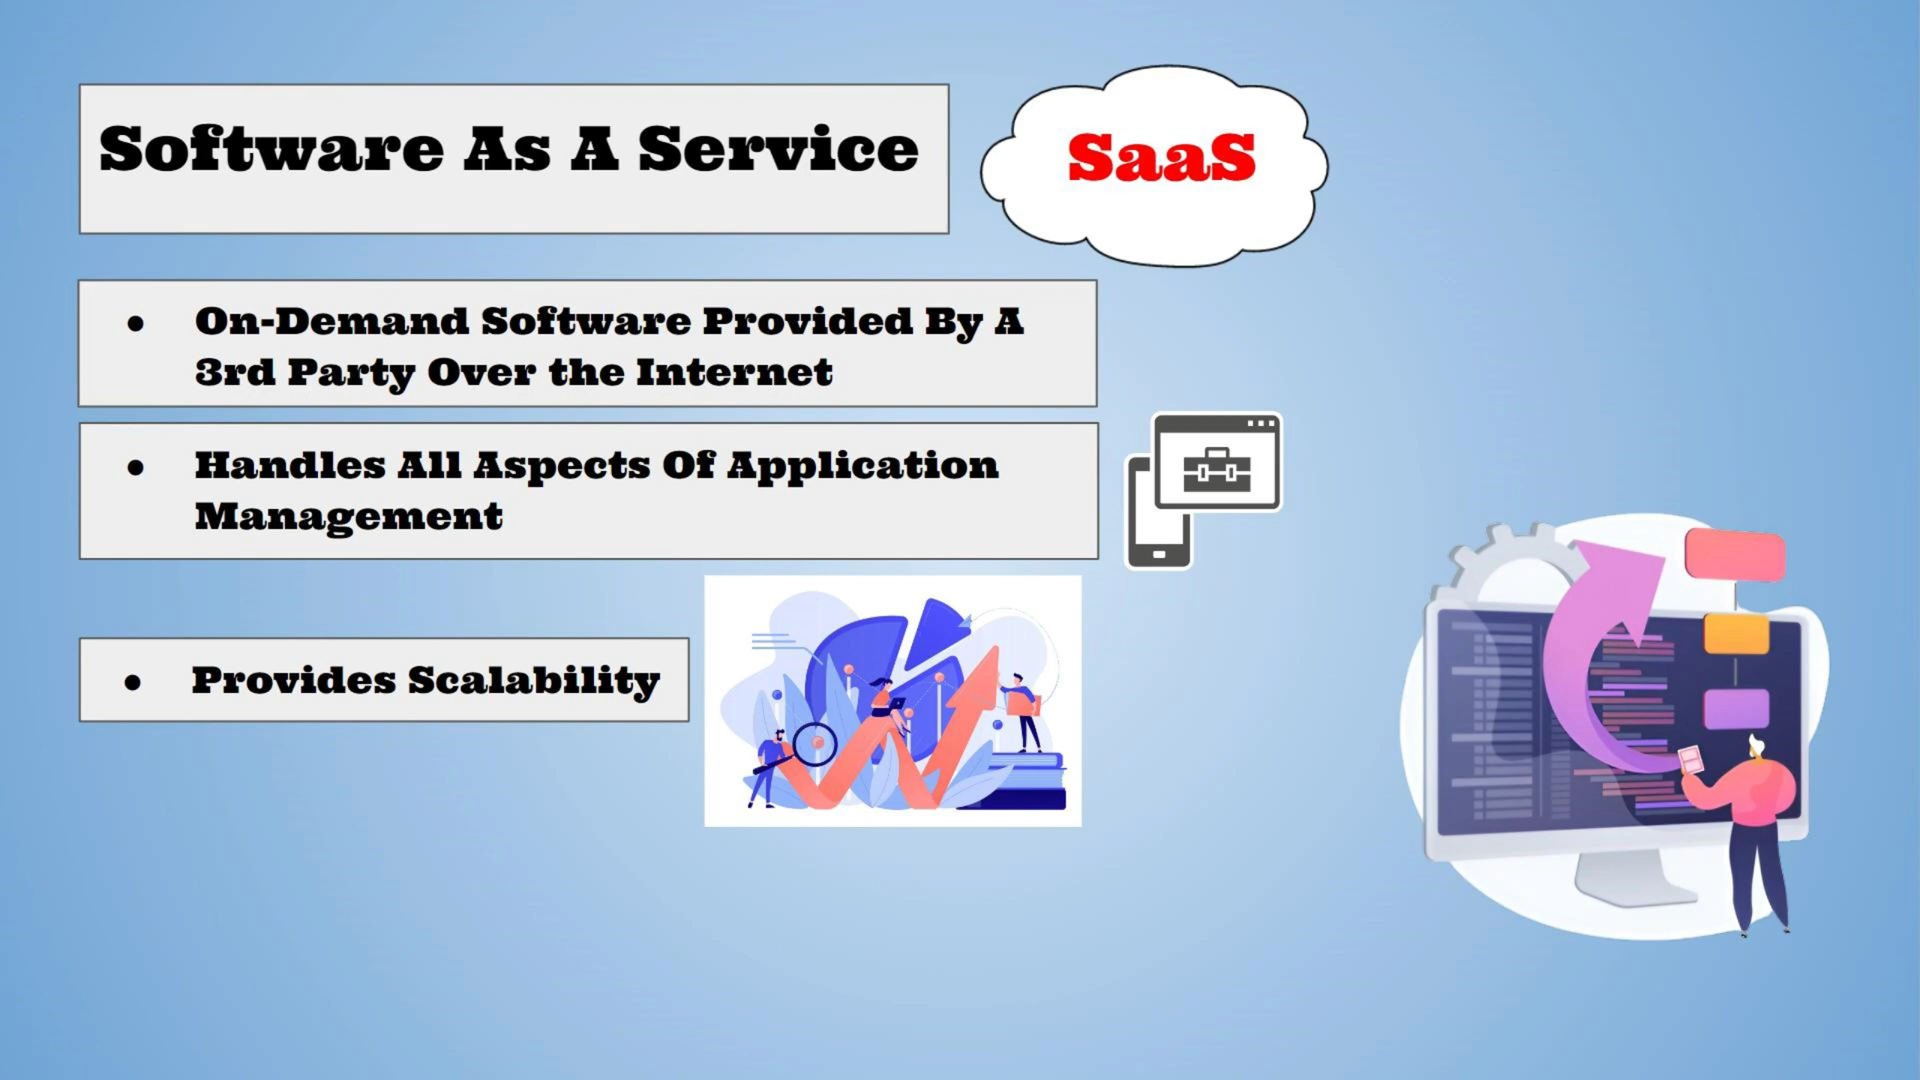 Software As A Service
SaaS
● On-Demand Software Provided By A
3rd Party Over the Internet
● Handles All Aspects Of Application
Management
● Provides Scalability